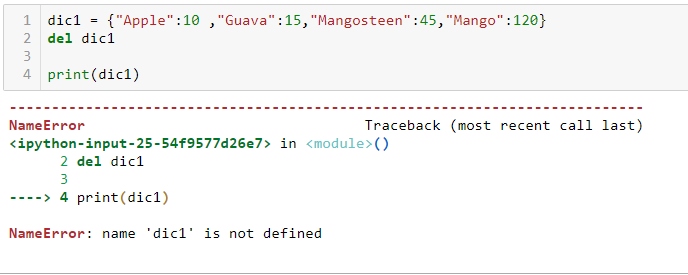 1 dic1 = {"Apple":10 ,"Guava":15,"Mangosteen":45,"Mango":120}
2 del dic1
3
4 print(dic1)
---------------------------------------------------------------------------
NameError                                 Traceback (most recent call last)
<ipython-input-25-54f9577d26e7> in <module>()
      2 del dic1
      3
----> 4 print(dic1)
NameError: name 'dic1' is not defined